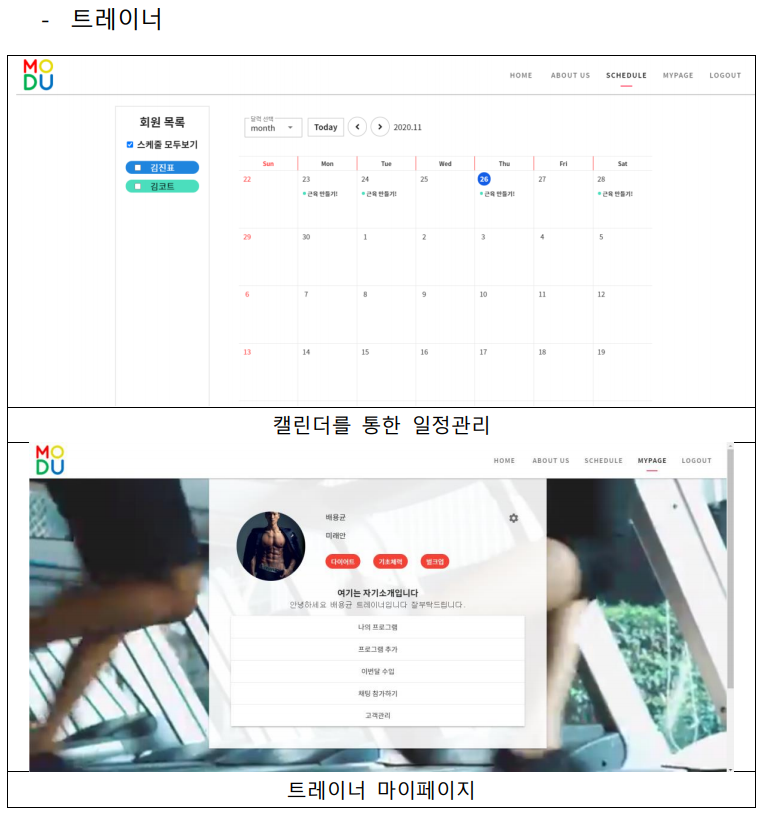 - 트레이너
MO
DU
HOME ABOUT US SCHEDULE MYPAGE LOGOUT
회원 목록
스케줄 모두보기
김진표
김코트
달력 선택
month
Today
2020.11
Sun Mon Tue Wed Thu Fri Sat
22 23 24 25 26 27 28
근육 만들기! 근육 만들기! 근육 만들기! 근육 만들기!
29 30 1 2 3 4 5
6 7 8 9 10 11 12
13 14 15 16 17 18 19
캘린더를 통한 일정관리
MO
DU
HOME ABOUT US SCHEDULE MYPAGE LOGOUT
배용균
미래반
다이어트 기초체력 벌크업
여기는 자기소개입니다
안녕하세요 배용균 트레이너입니다 잘부탁드립니다.
나의 프로그램
프로그램 추가
이번달 수입
채팅 참가하기
고객관리
트레이너 마이페이지